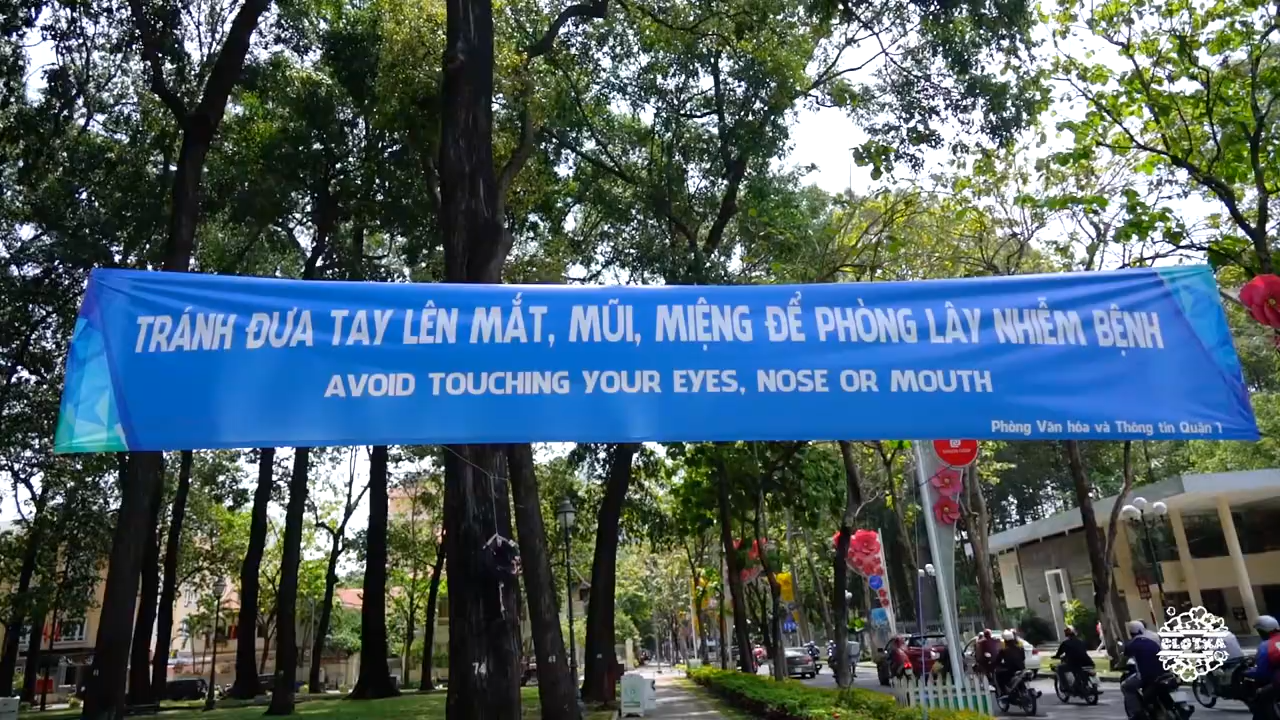 TRÁNH ĐƯA TAY LÊN MẮT, MŨI, MIỆNG ĐỂ PHÒNG LÂY NHIỄM BỆNH
AVOID TOUCHING YOUR EYES, NOSE OR MOUTH
Phòng Văn hóa và Thông tin Quận 1
CLOTKA